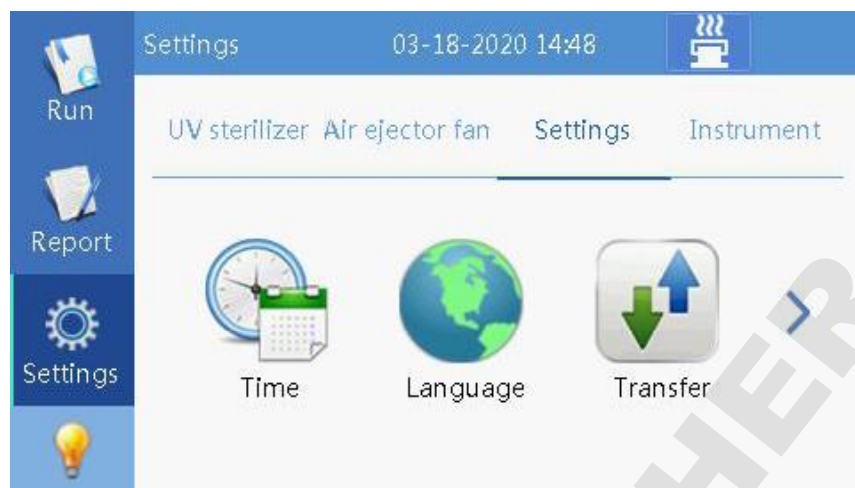 Settings 03-18-2020 14:48
Run
UV sterilizer Air ejector fan Settings Instrument
Report
Settings
Time Language Transfer
HER